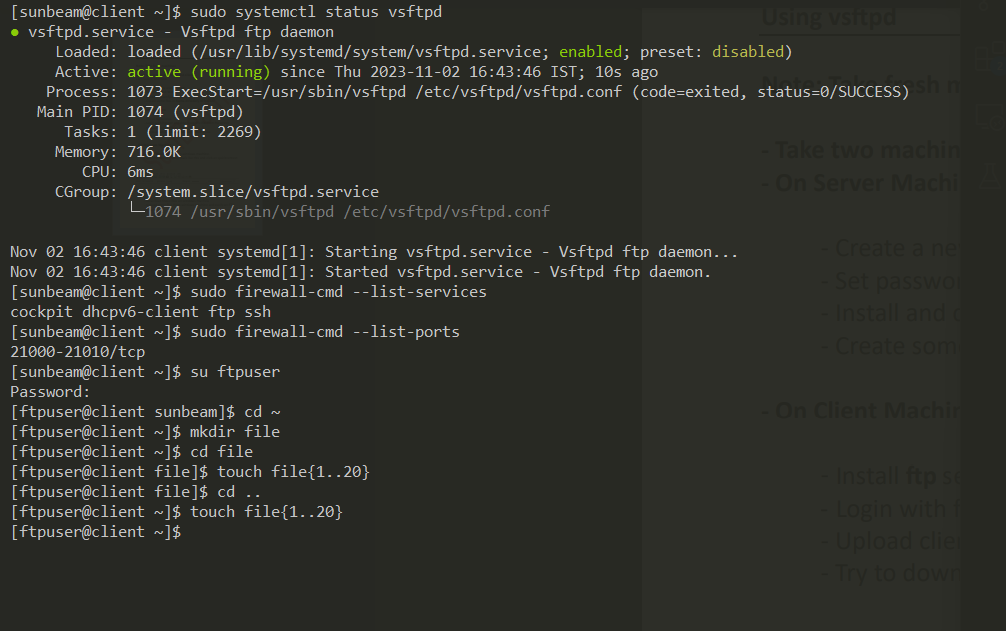 [sunbeam@client ~]$ sudo systemctl status vsftpd
● vsftpd.service - Vsftpd ftp daemon
     Loaded: loaded (/usr/lib/systemd/system/vsftpd.service; enabled; preset: disabled)
     Active: active (running) since Thu 2023-11-02 16:43:46 IST; 10s ago
    Process: 1073 ExecStart=/usr/sbin/vsftpd /etc/vsftpd/vsftpd.conf (code=exited, status=0/SUCCESS)
   Main PID: 1074 (vsftpd)
      Tasks: 1 (limit: 2269)
     Memory: 716.0K
        CPU: 6ms
     CGroup: /system.slice/vsftpd.service
             └─1074 /usr/sbin/vsftpd /etc/vsftpd/vsftpd.conf
Nov 02 16:43:46 client systemd[1]: Starting vsftpd.service - Vsftpd ftp daemon...
Nov 02 16:43:46 client systemd[1]: Started vsftpd.service - Vsftpd ftp daemon.
[sunbeam@client ~]$ sudo firewall-cmd --list-services
cockpit dhcpv6-client ftp ssh
[sunbeam@client ~]$ sudo firewall-cmd --list-ports
21000-21010/tcp
[sunbeam@client ~]$ su ftpuser
Password:
[ftpuser@client sunbeam]$ cd ~
[ftpuser@client ~]$ mkdir file
[ftpuser@client ~]$ cd file
[ftpuser@client file]$ touch file{1..20}
[ftpuser@client file]$ cd ..
[ftpuser@client ~]$ touch file{1..20}
[ftpuser@client ~]$
Using vsftpd
Note: Take fresh
- Take two
- On Server
- Create a
- Set
- Install and
- Create
- On Client
- Install ftp
- Login with
- Upload
- Try to